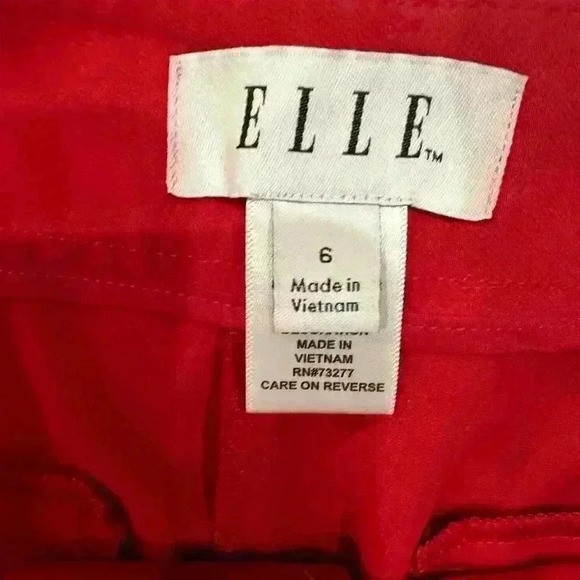 ELLE™
6
Made in
Vietnam
MADE IN
VIETNAM
RN#73277
CARE ON REVERSE